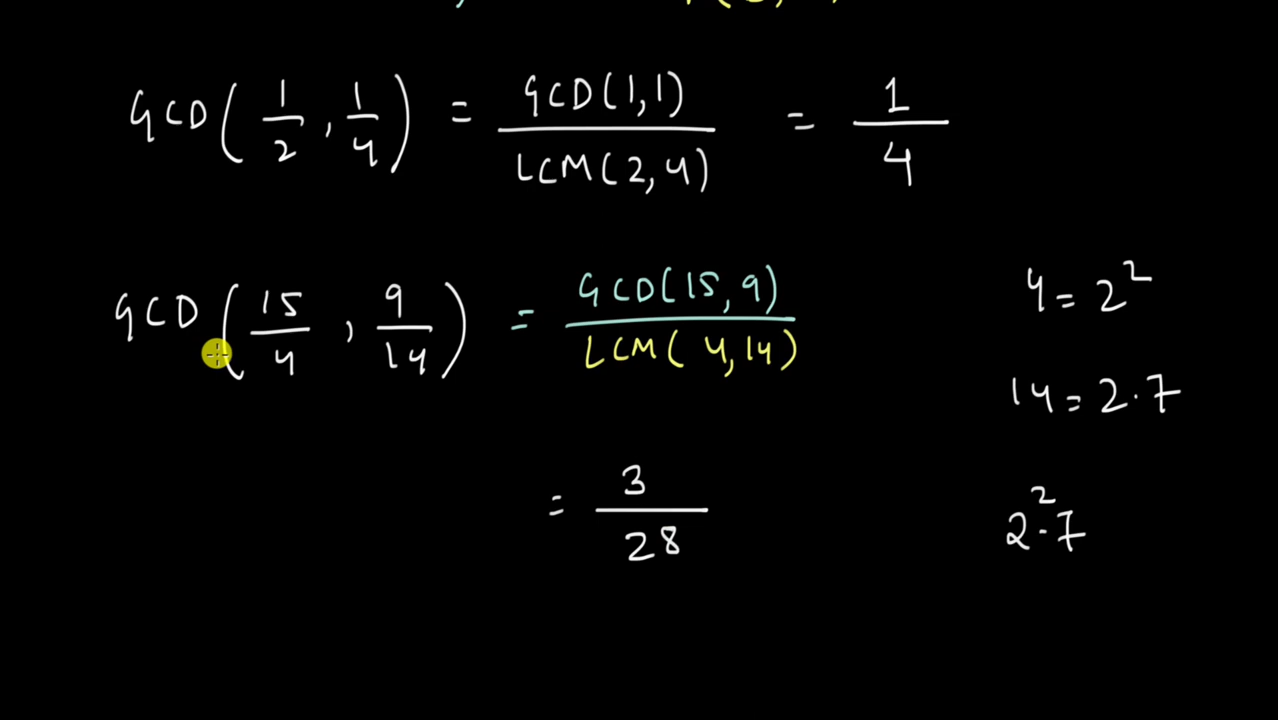 GCD(1/2, 1/4) = GCD(1,1)/LCM(2,4) = 1/4
GCD(15/4, 9/14) = GCD(15,9)/LCM(4,14)
4 = 2²
14 = 2·7
= 3/28
2²·7